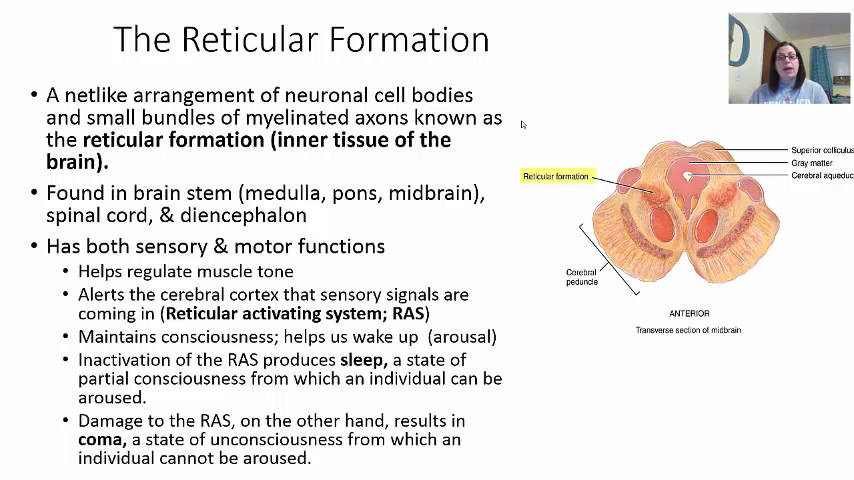 The Reticular Formation
• A netlike arrangement of neuronal cell bodies
and small bundles of myelinated axons known as
the reticular formation (inner tissue of the
brain).
• Found in brain stem (medulla, pons, midbrain),
spinal cord, & diencephalon
• Has both sensory & motor functions
• Helps regulate muscle tone
• Alerts the cerebral cortex that sensory signals are
coming in (Reticular activating system; RAS)
• Maintains consciousness; helps us wake up (arousal)
• Inactivation of the RAS produces sleep, a state of
partial consciousness from which an individual can be
aroused.
• Damage to the RAS, on the other hand, results in
coma, a state of unconsciousness from which an
individual cannot be aroused.
Superior colliculus
Gray matter
Cerebral aqueduc
Reticular formation
Cerebral
peduncle
ANTERIOR
Transverse section of midbrain